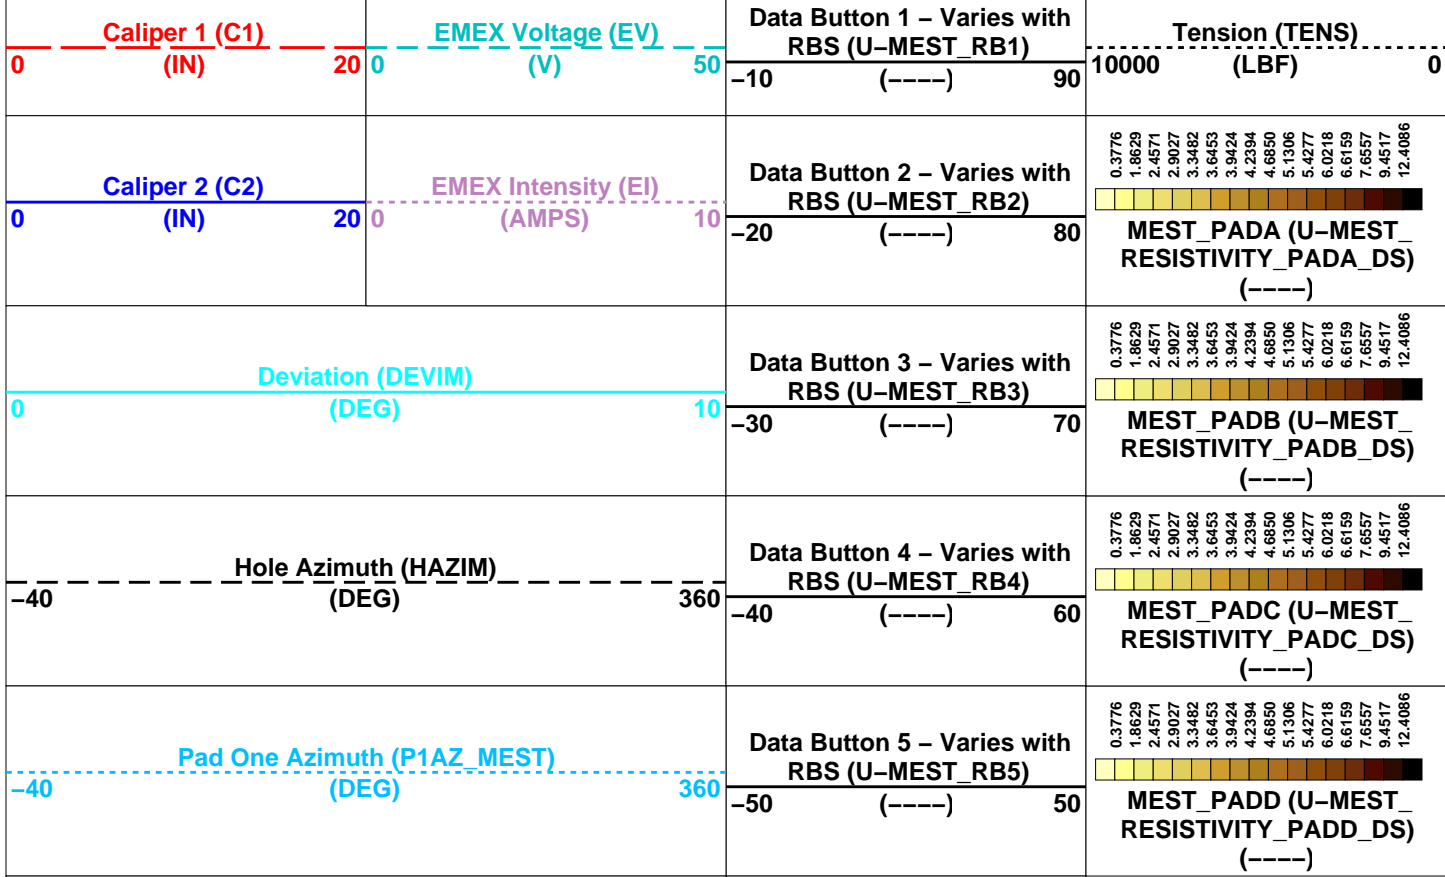 Caliper 1 (C1)
0 (IN) 20
EMEX Voltage (EV)
0 (V) 50
Data Button 1 – Varies with
RBS (U–MEST_RB1)
–10 (––––) 90
Tension (TENS)
10000 (LBF) 0
Caliper 2 (C2)
0 (IN) 20
EMEX Intensity (EI)
0 (AMPS) 10
Data Button 2 – Varies with
RBS (U–MEST_RB2)
–20 (––––) 80
0.3776
1.8629
2.4571
2.9027
3.3482
3.6453
3.9424
4.2394
4.6850
5.1306
5.4277
6.0218
6.6159
7.6557
9.4517
12.4086
MEST_PADA (U–MEST_
RESISTIVITY_PADA_DS)
(––––)
Deviation (DEVIM)
0 (DEG) 10
Data Button 3 – Varies with
RBS (U–MEST_RB3)
–30 (––––) 70
0.3776
1.8629
2.4571
2.9027
3.3482
3.6453
3.9424
4.2394
4.6850
5.1306
5.4277
6.0218
6.6159
7.6557
9.4517
12.4086
MEST_PADB (U–MEST_
RESISTIVITY_PADB_DS)
(––––)
Hole Azimuth (HAZIM)
–40 (DEG) 360
Data Button 4 – Varies with
RBS (U–MEST_RB4)
–40 (––––) 60
0.3776
1.8629
2.4571
2.9027
3.3482
3.6453
3.9424
4.2394
4.6850
5.1306
5.4277
6.0218
6.6159
7.6557
9.4517
12.4086
MEST_PADC (U–MEST_
RESISTIVITY_PADC_DS)
(––––)
Pad One Azimuth (P1AZ_MEST)
–40 (DEG) 360
Data Button 5 – Varies with
RBS (U–MEST_RB5)
–50 (––––) 50
0.3776
1.8629
2.4571
2.9027
3.3482
3.6453
3.9424
4.2394
4.6850
5.1306
5.4277
6.0218
6.6159
7.6557
9.4517
12.4086
MEST_PADD (U–MEST_
RESISTIVITY_PADD_DS)
(––––)